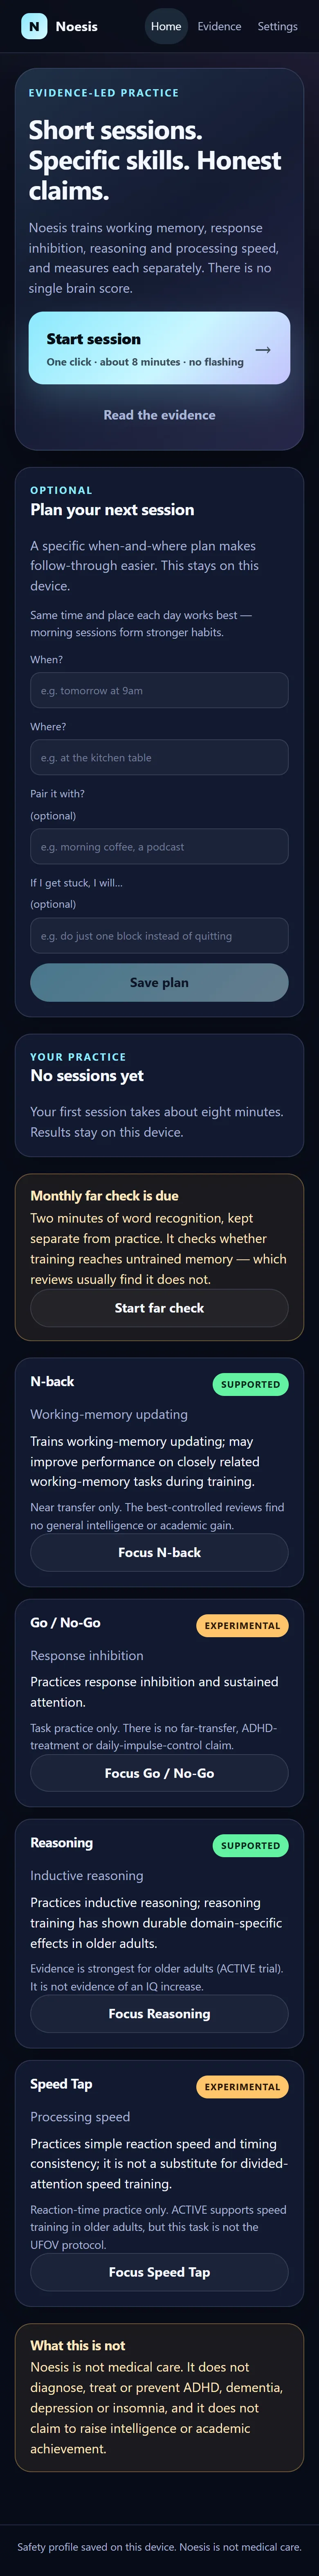 N Noesis Home Evidence Settings
EVIDENCE-LED PRACTICE
Short sessions.
Specific skills. Honest
claims.
Noesis trains working memory, response
inhibition, reasoning and processing speed,
and measures each separately. There is no
single brain score.
Start session →
One click · about 8 minutes · no flashing
Read the evidence
OPTIONAL
Plan your next session
A specific when-and-where plan makes
follow-through easier. This stays on this
device.
Same time and place each day works best —
morning sessions form stronger habits.
When?
e.g. tomorrow at 9am
Where?
e.g. at the kitchen table
Pair it with?
(optional)
e.g. morning coffee, a podcast
If I get stuck, I will...
(optional)
e.g. do just one block instead of quitting
Save plan
YOUR PRACTICE
No sessions yet
Your first session takes about eight minutes.
Results stay on this device.
Monthly far check is due
Two minutes of word recognition, kept
separate from practice. It checks whether
training reaches untrained memory — which
reviews usually find it does not.
Start far check
N-back SUPPORTED
Working-memory updating
Trains working-memory updating; may
improve performance on closely related
working-memory tasks during training.
Near transfer only. The best-controlled reviews find
no general intelligence or academic gain.
Focus N-back
Go / No-Go EXPERIMENTAL
Response inhibition
Practices response inhibition and sustained
attention.
Task practice only. There is no far-transfer, ADHD-
treatment or daily-impulse-control claim.
Focus Go / No-Go
Reasoning SUPPORTED
Inductive reasoning
Practices inductive reasoning; reasoning
training has shown durable domain-specific
effects in older adults.
Evidence is strongest for older adults (ACTIVE trial).
It is not evidence of an IQ increase.
Focus Reasoning
Speed Tap EXPERIMENTAL
Processing speed
Practices simple reaction speed and timing
consistency; it is not a substitute for divided-
attention speed training.
Reaction-time practice only. ACTIVE supports speed
training in older adults, but this task is not the
UFOV protocol.
Focus Speed Tap
What this is not
Noesis is not medical care. It does not
diagnose, treat or prevent ADHD, dementia,
depression or insomnia, and it does not
claim to raise intelligence or academic
achievement.
Safety profile saved on this device. Noesis is not medical care.